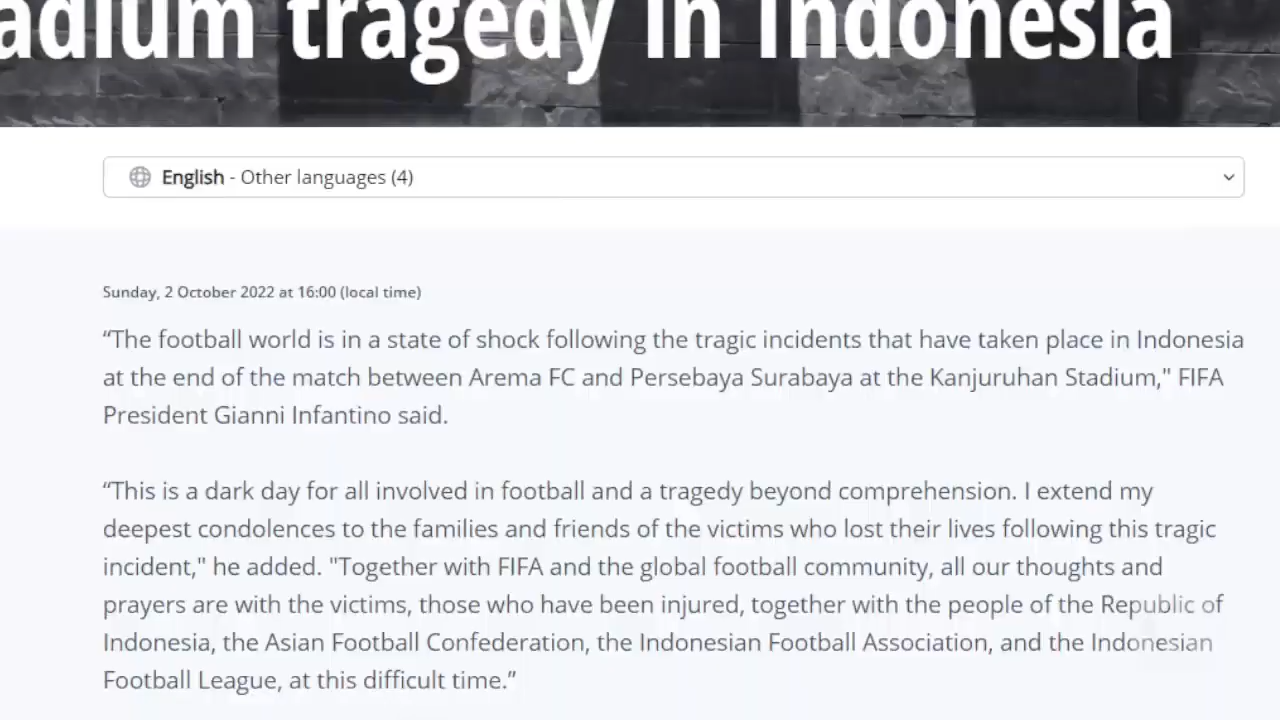 tragedy in Indonesia
English - Other languages (4)
Sunday, 2 October 2022 at 16:00 (local time)
“The football world is in a state of shock following the tragic incidents that have taken place in Indonesia
at the end of the match between Arema FC and Persebaya Surabaya at the Kanjuruhan Stadium," FIFA
President Gianni Infantino said.
“This is a dark day for all involved in football and a tragedy beyond comprehension. I extend my
deepest condolences to the families and friends of the victims who lost their lives following this tragic
incident," he added. "Together with FIFA and the global football community, all our thoughts and
prayers are with the victims, those who have been injured, together with the people of the Republic of
Indonesia, the Asian Football Confederation, the Indonesian Football Association, and the Indonesian
Football League, at this difficult time.”